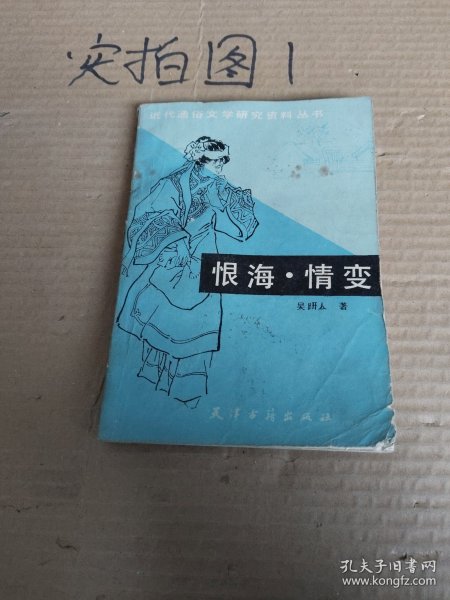 实拍图1
近代通俗文学研究资料丛书
恨海·情变
吴趼人 著
天津古籍出版社
孔夫子旧书网
www.kongfz.com